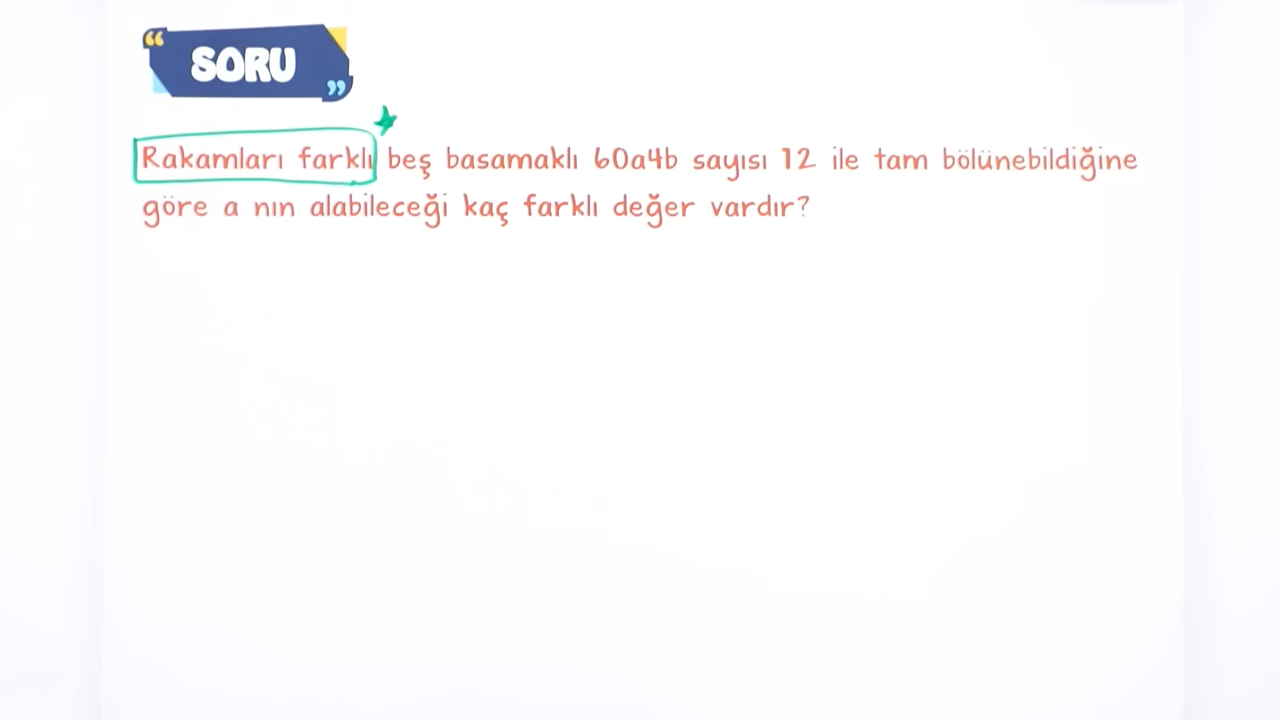 SORU
Rakamları farklı beş basamaklı 60a4b sayısı 12 ile tam bölünebildiğine
göre a nın alabileceği kaç farklı değer vardır?